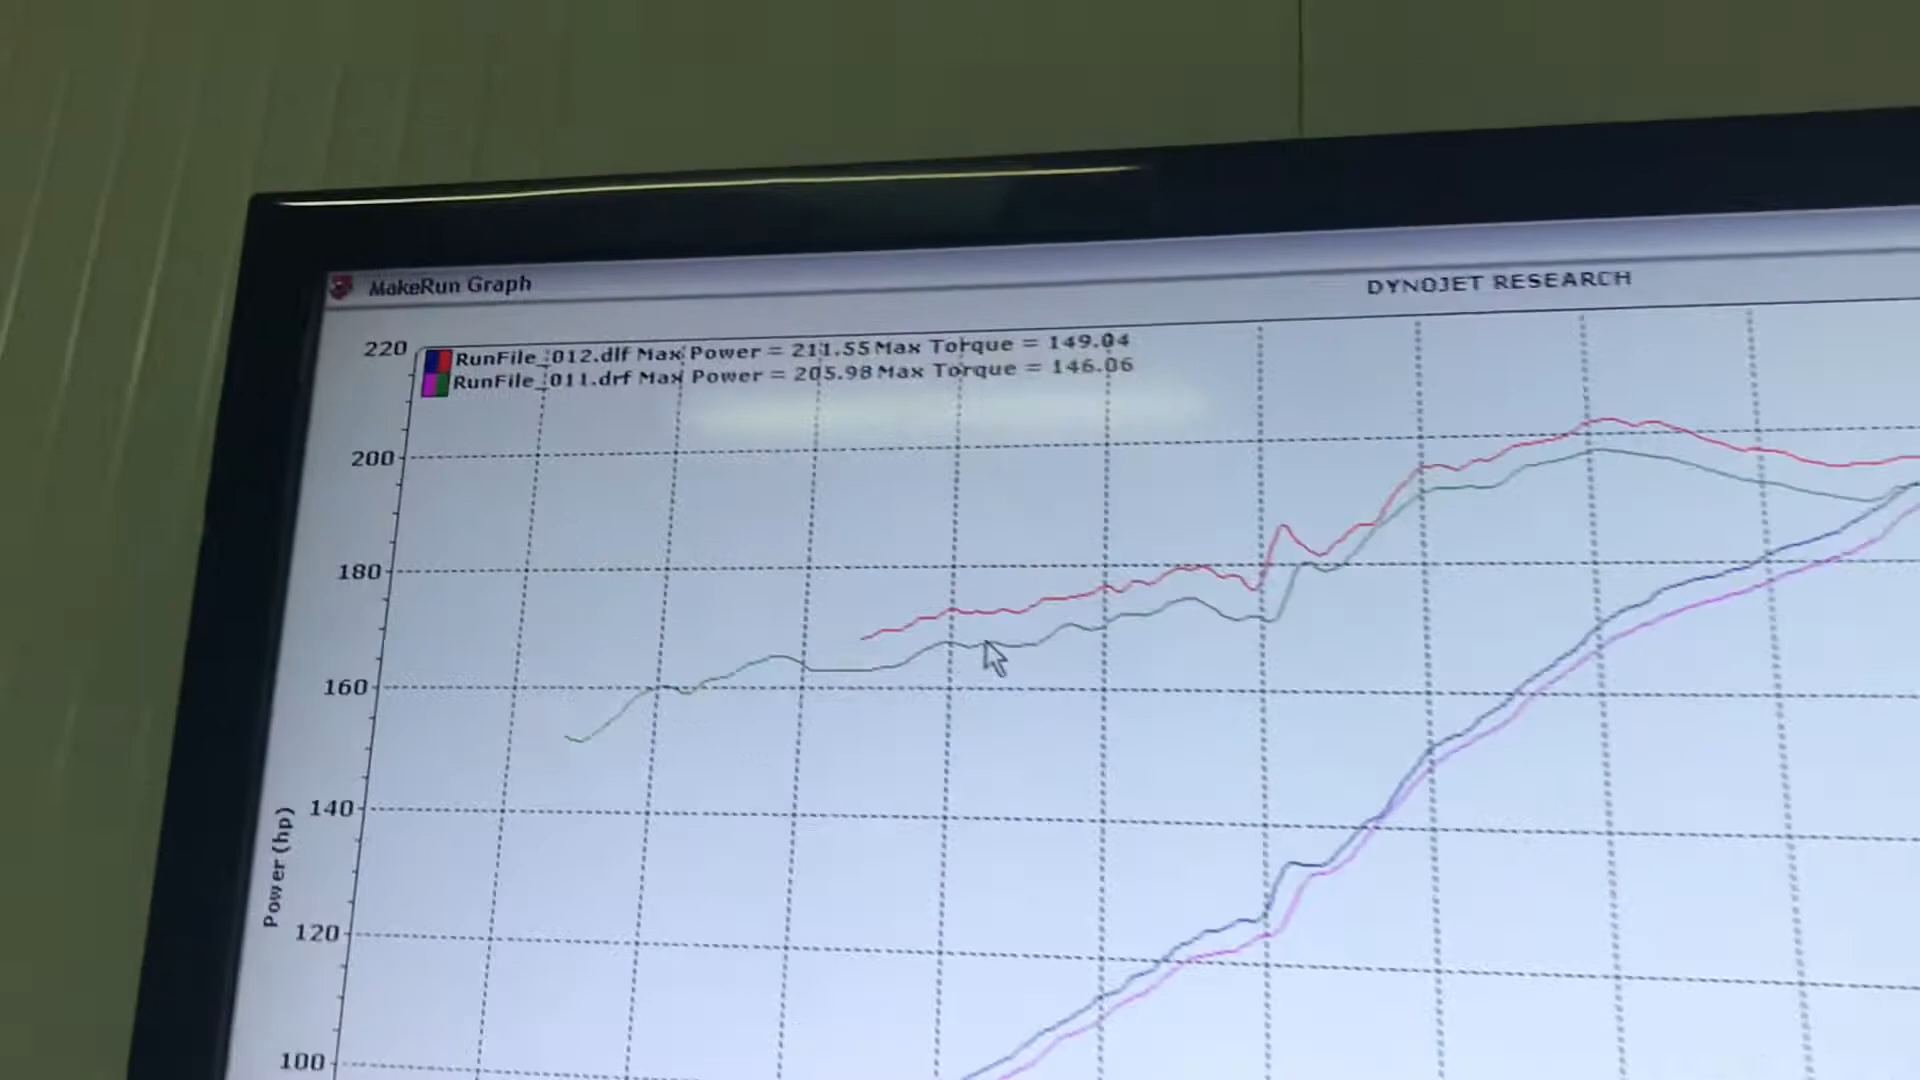 MakeRun Graph
DYNOJET RESEARCH
RunFile_012.dlf Max Power = 211.55 Max Torque = 149.04
RunFile_011.drf Max Power = 205.98 Max Torque = 146.06
220
200
180
160
140
120
100
Power (hp)